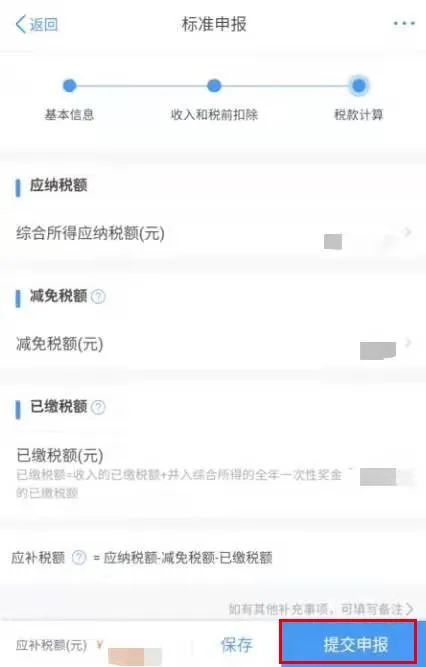 返回
标准申报
基本信息
收入和税前扣除
税款计算
应纳税额
综合所得应纳税额(元)
减免税额
减免税额(元)
已缴税额
已缴税额(元)
已缴税额=收入的已缴税额+并入综合所得的全年一次性奖金
的已缴税额
应补税额 = 应纳税额-减免税额-已缴税额
如有其他补充事项，可填写备注
应补税额(元) ¥
保存
提交申报